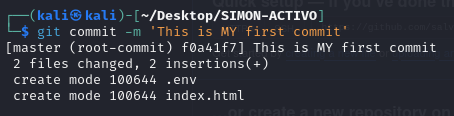 ┌──(kali㉿kali)-[~/Desktop/SIMON-ACTIVO]
└─$ git commit -m 'This is MY first commit'
[master (root-commit) f0a41f7] This is MY first commit
 2 files changed, 2 insertions(+)
 create mode 100644 .env
 create mode 100644 index.html